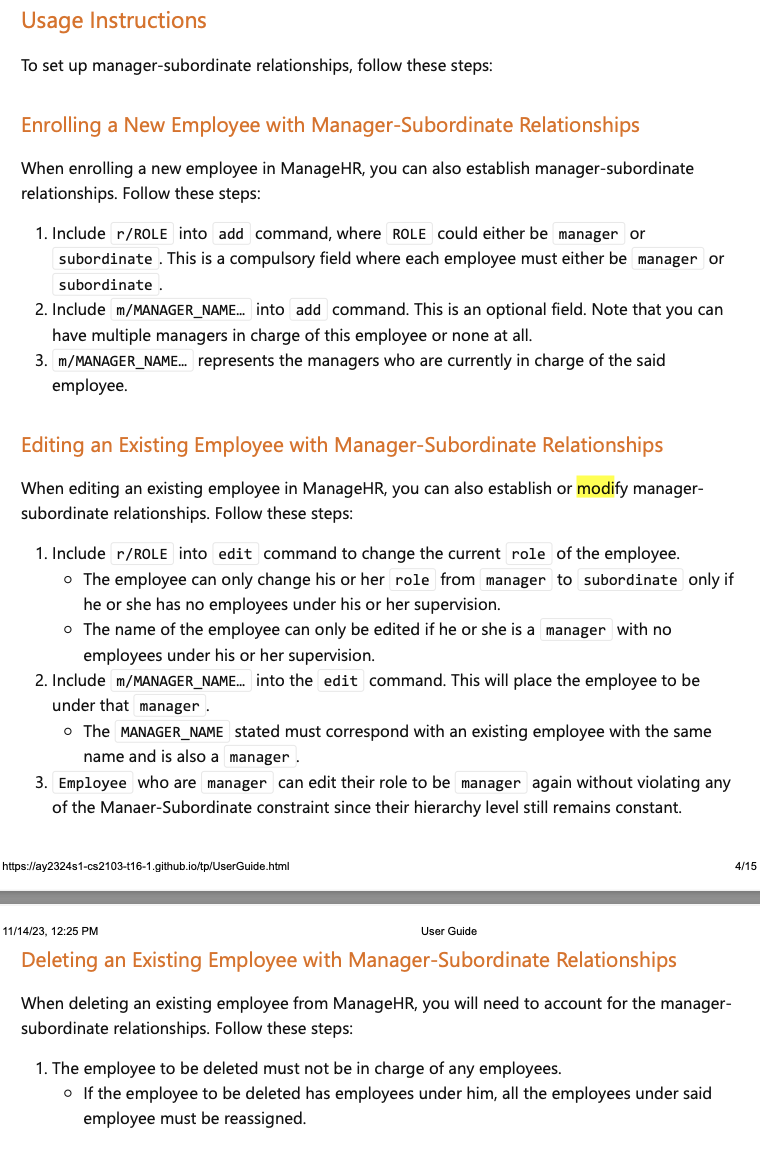 Usage Instructions
To set up manager-subordinate relationships, follow these steps:
Enrolling a New Employee with Manager-Subordinate Relationships
When enrolling a new employee in ManageHR, you can also establish manager-subordinate
relationships. Follow these steps:
1. Include r/ROLE into add command, where ROLE could either be manager or
subordinate . This is a compulsory field where each employee must either be manager or
subordinate .
2. Include m/MANAGER_NAME… into add command. This is an optional field. Note that you can
have multiple managers in charge of this employee or none at all.
3. m/MANAGER_NAME… represents the managers who are currently in charge of the said
employee.
Editing an Existing Employee with Manager-Subordinate Relationships
When editing an existing employee in ManageHR, you can also establish or modify manager-
subordinate relationships. Follow these steps:
1. Include r/ROLE into edit command to change the current role of the employee.
○ The employee can only change his or her role from manager to subordinate only if
he or she has no employees under his or her supervision.
○ The name of the employee can only be edited if he or she is a manager with no
employees under his or her supervision.
2. Include m/MANAGER_NAME… into the edit command. This will place the employee to be
under that manager .
○ The MANAGER_NAME stated must correspond with an existing employee with the same
name and is also a manager .
3. Employee who are manager can edit their role to be manager again without violating any
of the Manaer-Subordinate constraint since their hierarchy level still remains constant.
https://ay2324s1-cs2103-t16-1.github.io/tp/UserGuide.html 4/15
11/14/23, 12:25 PM User Guide
Deleting an Existing Employee with Manager-Subordinate Relationships
When deleting an existing employee from ManageHR, you will need to account for the manager-
subordinate relationships. Follow these steps:
1. The employee to be deleted must not be in charge of any employees.
○ If the employee to be deleted has employees under him, all the employees under said
employee must be reassigned.